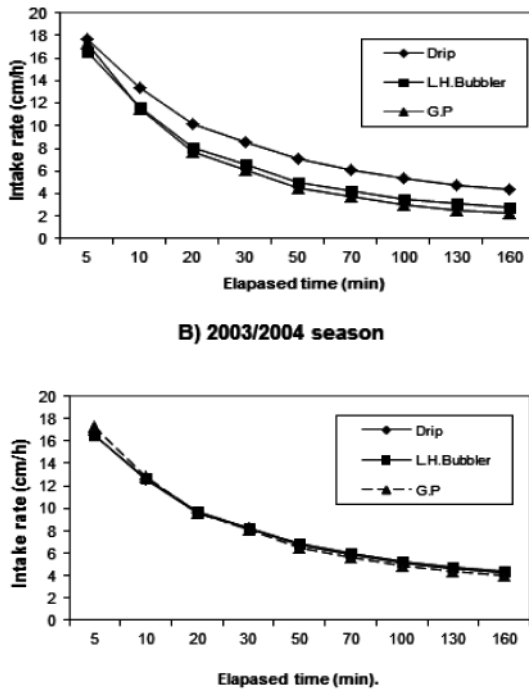 20
18
16
14
12
10
8
6
4
2
0
Intake rate (cm/h)
Drip
L.H.Bubbler
G.P
5 10 20 30 50 70 100 130 160
Elapased time (min)
B) 2003/2004 season
20
18
16
14
12
10
8
6
4
2
0
Intake rate (cm/h)
Drip
L.H.Bubbler
G.P
5 10 20 30 50 70 100 130 160
Elapased time (min).